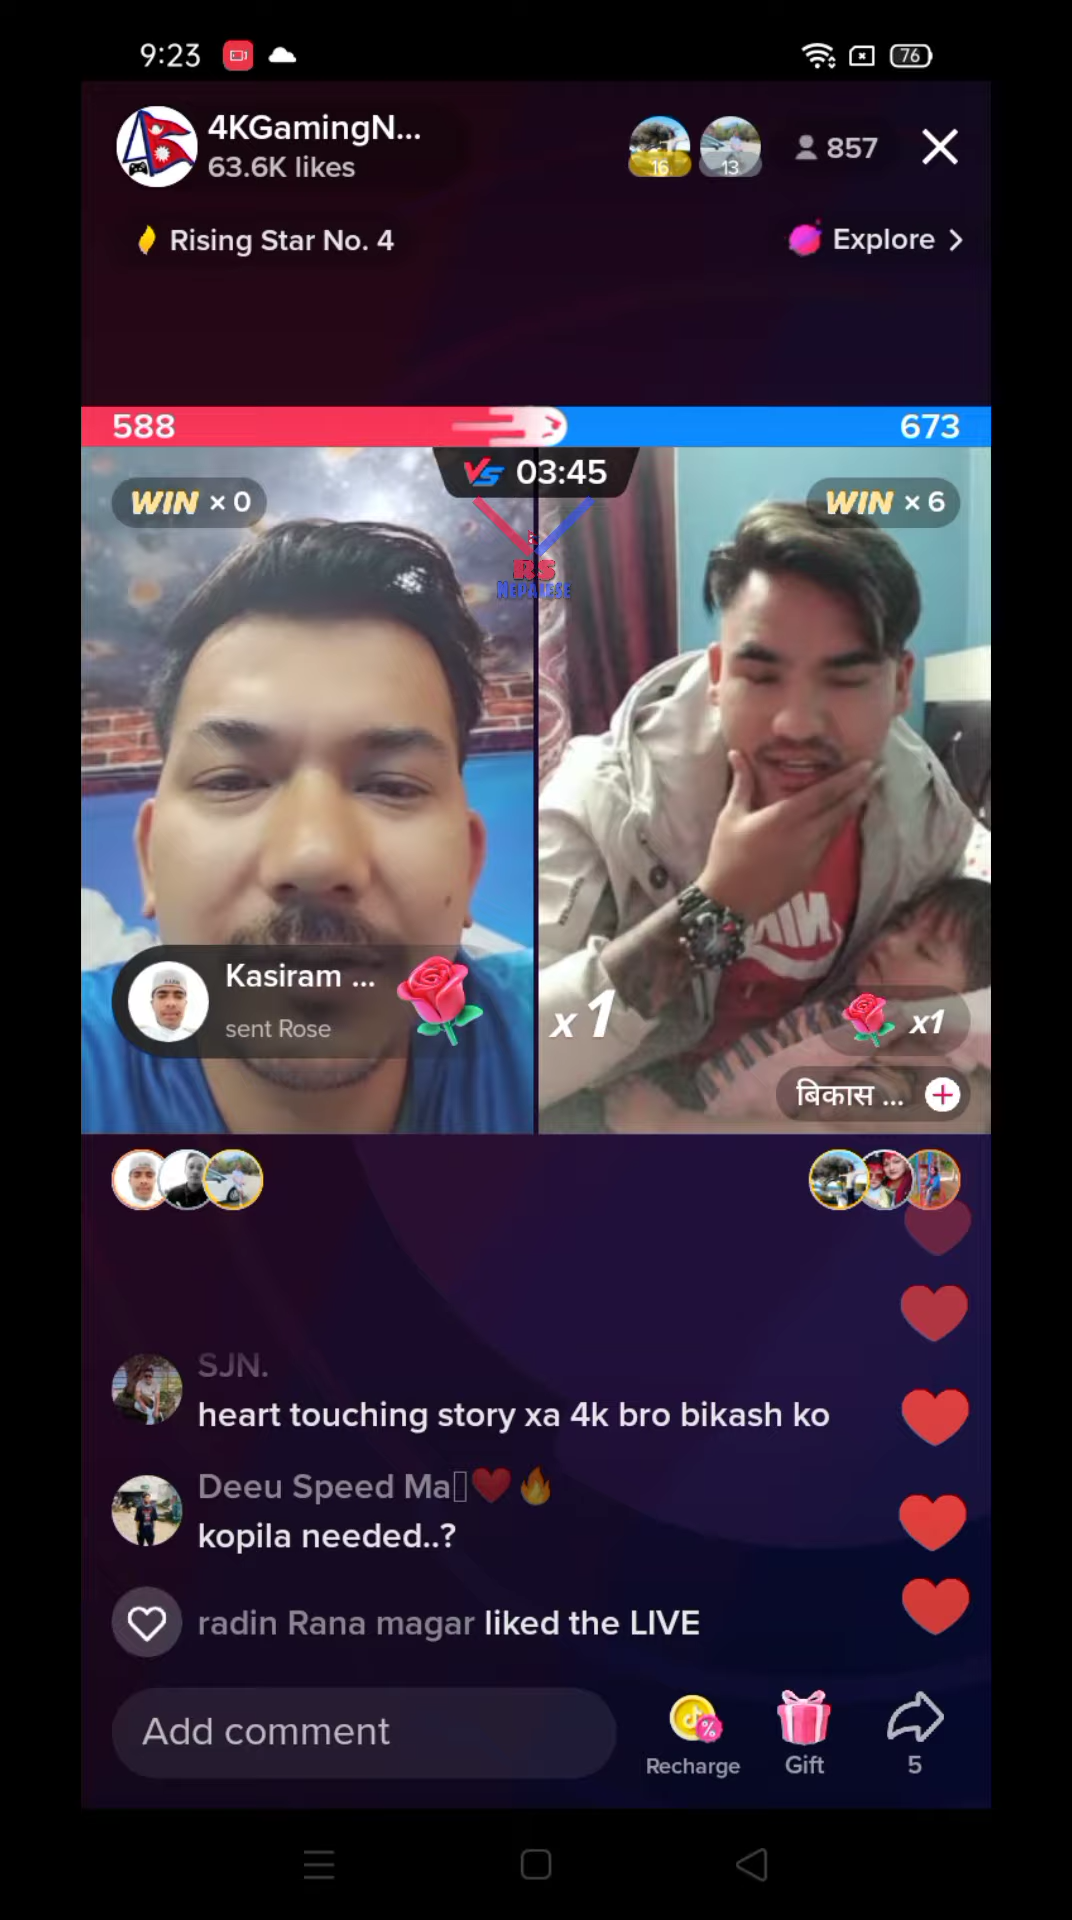 9:23
76
4KGamingN...
63.6K likes
16
13
857
Rising Star No. 4
Explore
588
673
VS 03:45
WIN × 0
WIN × 6
RS
NEPALESE
Kasiram ...
sent Rose
x 1
x1
बिकास ...
SJN.
heart touching story xa 4k bro bikash ko
Deeu Speed Ma▯❤️🔥
kopila needed..?
radin Rana magar liked the LIVE
Add comment
Recharge
Gift
5